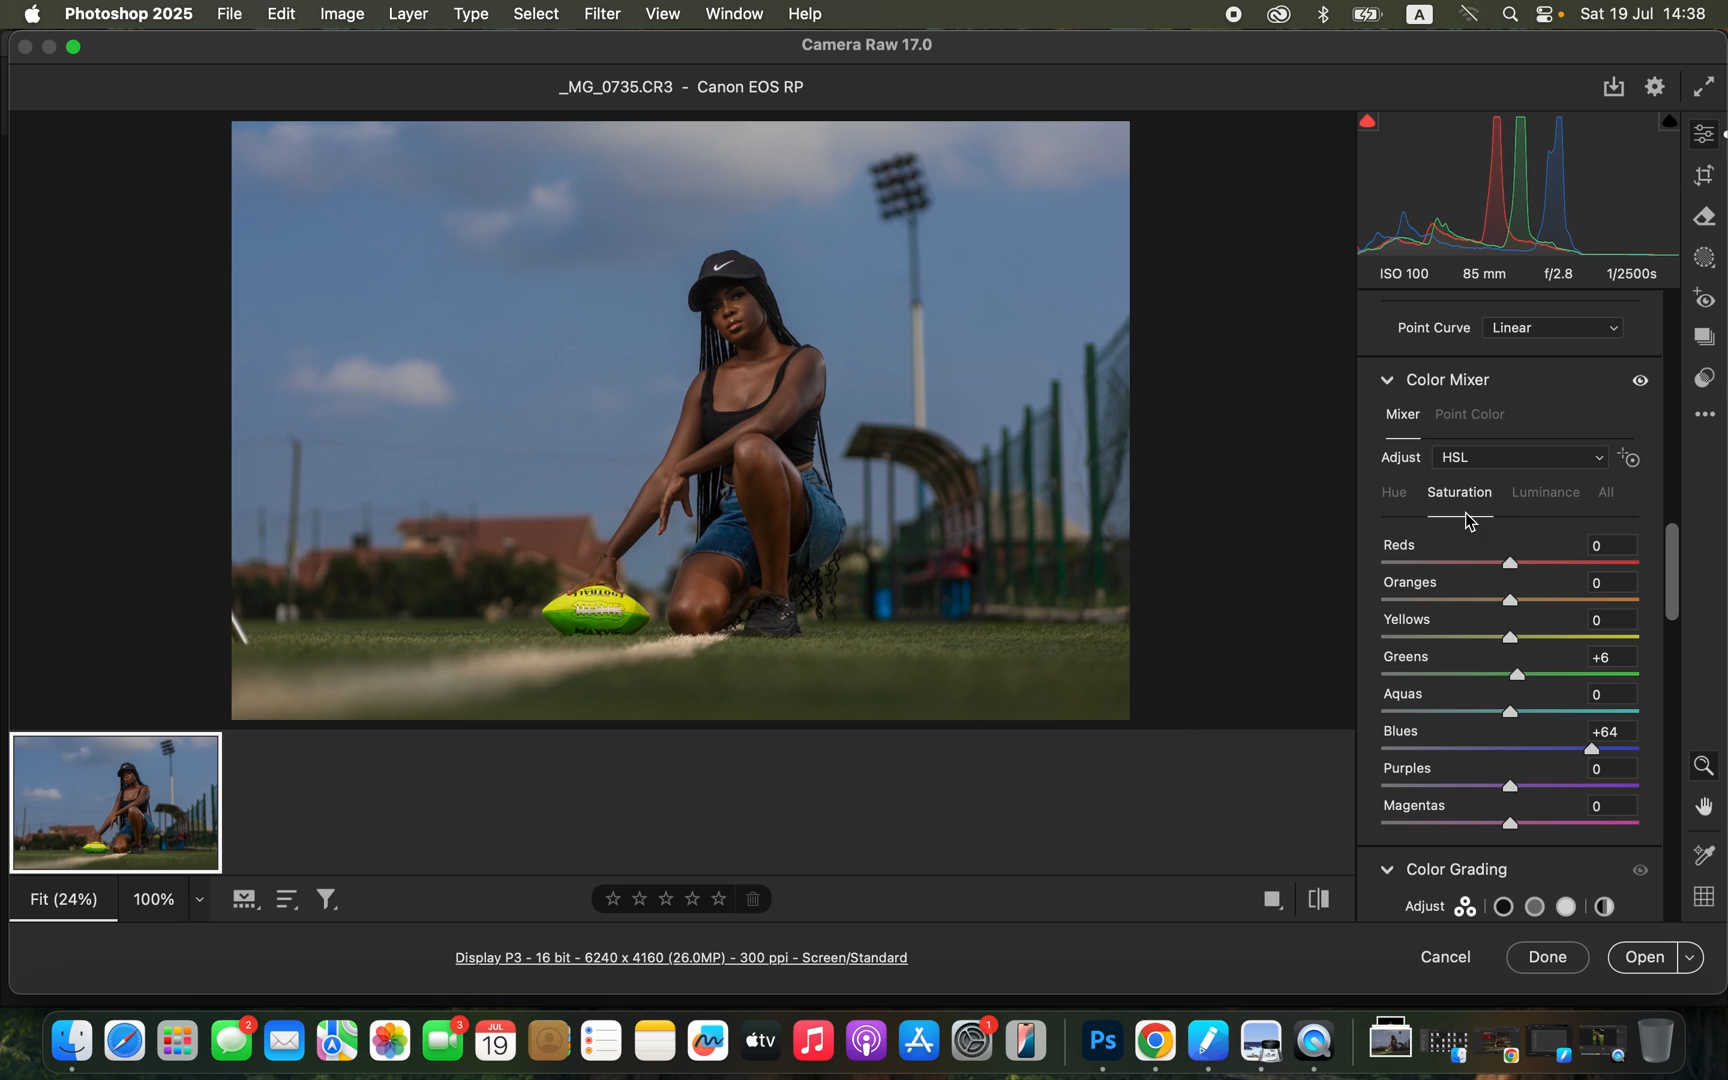 Photoshop 2025 File Edit Image Layer Type Select Filter View Window Help A Sat 19 Jul 14:38
Camera Raw 17.0
_MG_0735.CR3 - Canon EOS RP
ISO 100 85 mm f/2.8 1/2500s
Point Curve Linear
Color Mixer
Mixer Point Color
Adjust HSL
Hue Saturation Luminance All
Reds 0
Oranges 0
Yellows 0
Greens +6
Aquas 0
Blues +64
Purples 0
Magentas 0
Color Grading
Adjust
Fit (24%) 100%
Display P3 - 16 bit - 6240 x 4160 (26.0MP) - 300 ppi - Screen/Standard
Cancel Done Open
2 3 JUL 19 tv 1 Ps